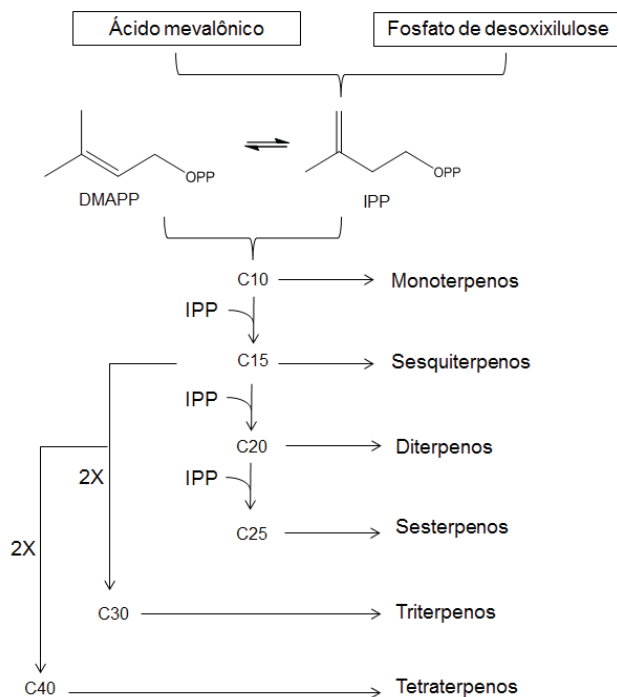 Ácido mevalônico
Fosfato de desoxixilulose
OPP
OPP
DMAPP
IPP
C10
Monoterpenos
IPP
C15
Sesquiterpenos
IPP
C20
Diterpenos
2X
IPP
C25
Sesterpenos
2X
C30
Triterpenos
C40
Tetraterpenos